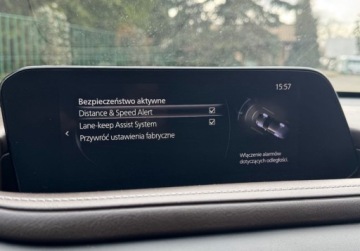 15:57
Bezpieczeństwo aktywne
Distance & Speed Alert
Lane-keep Assist System
Przywróć ustawienia fabryczne
Włączenie alarmów
dotyczących odległości